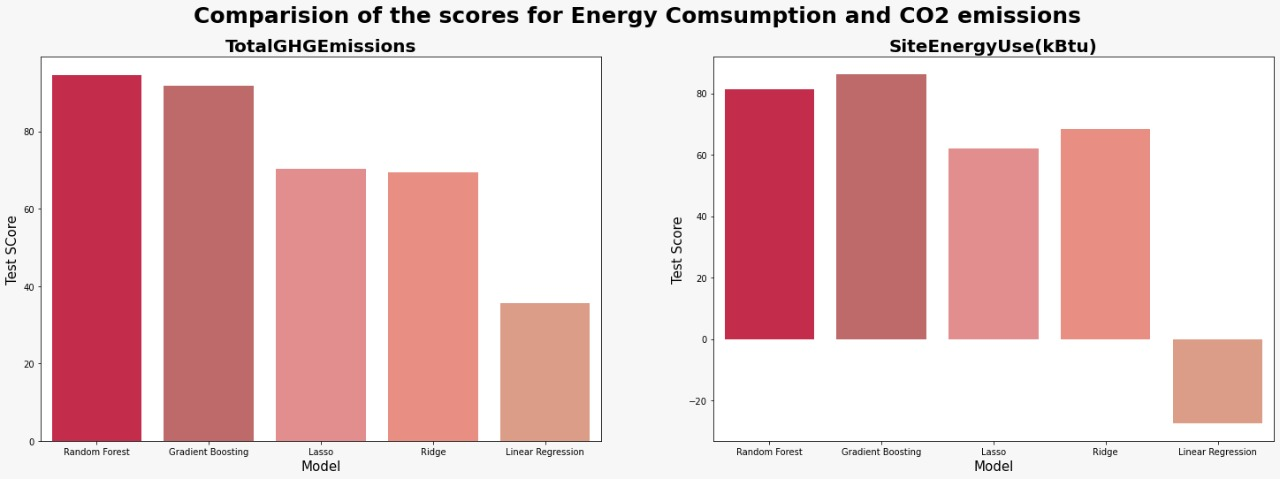 Comparision of the scores for Energy Comsumption and CO2 emissions
TotalGHGEmissions
Test SCore
80
60
40
20
0
Random Forest
Gradient Boosting
Lasso
Ridge
Linear Regression
Model
SiteEnergyUse(kBtu)
Test Score
80
60
40
20
0
−20
Random Forest
Gradient Boosting
Lasso
Ridge
Linear Regression
Model